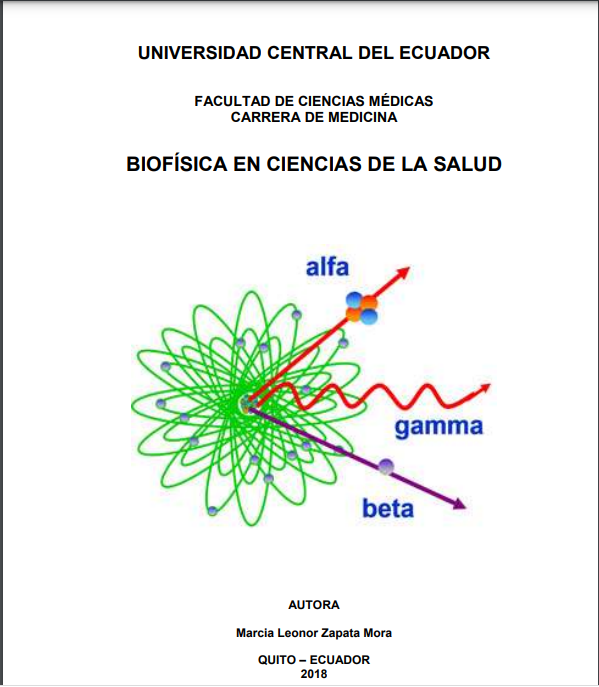 UNIVERSIDAD CENTRAL DEL ECUADOR
FACULTAD DE CIENCIAS MÉDICAS
CARRERA DE MEDICINA
BIOFÍSICA EN CIENCIAS DE LA SALUD
alfa
gamma
beta
AUTORA
Marcia Leonor Zapata Mora
QUITO – ECUADOR
2018